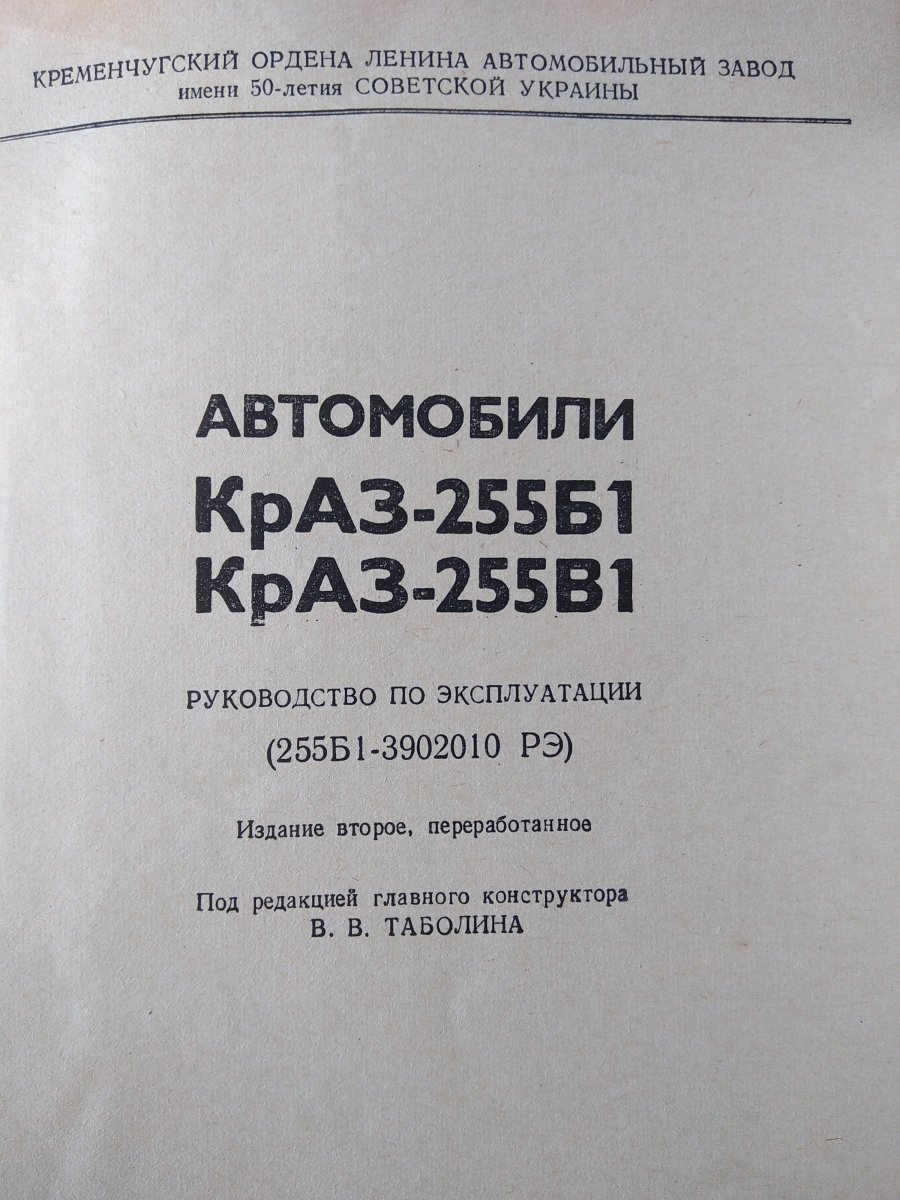 КРЕМЕНЧУГСКИЙ ОРДЕНА ЛЕНИНА АВТОМОБИЛЬНЫЙ ЗАВОД
имени 50-летия СОВЕТСКОЙ УКРАИНЫ
АВТОМОБИЛИ
КрАЗ-255Б1
КрАЗ-255В1
РУКОВОДСТВО ПО ЭКСПЛУАТАЦИИ
(255Б1-3902010 РЭ)
Издание второе, переработанное
Под редакцией главного конструктора
В. В. ТАБОЛИНА